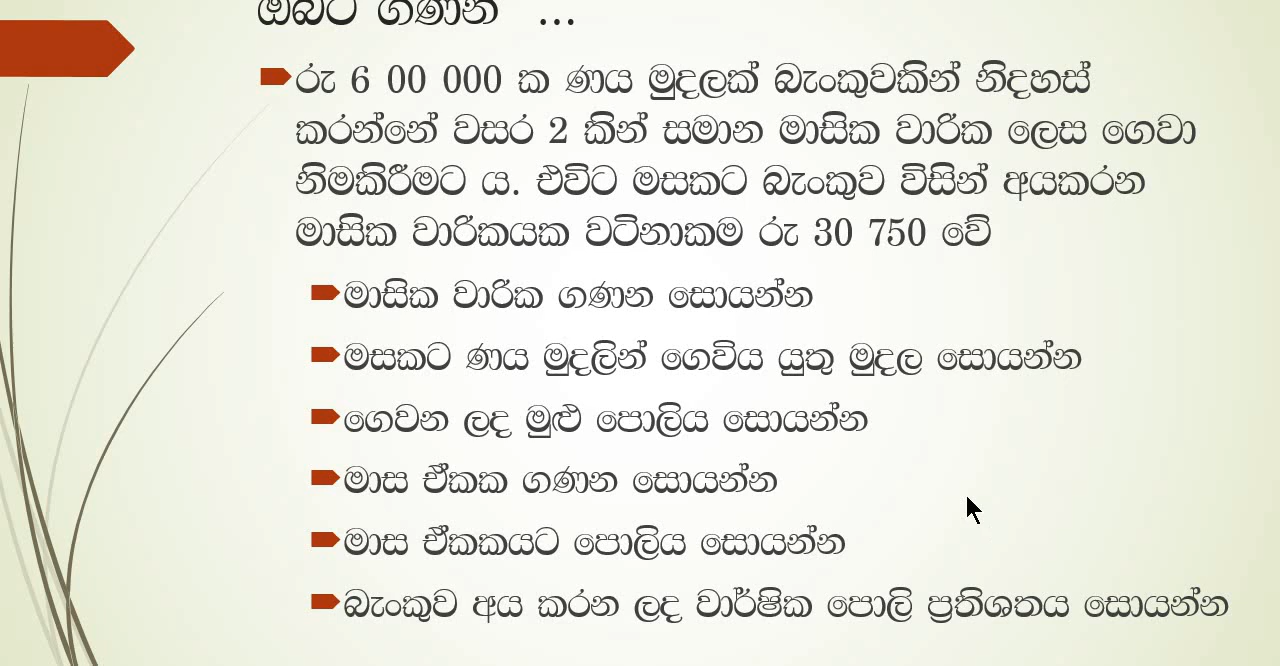 ඔබට ගණන් ...
රු 6 00 000 ක ණය මුදලක් බැංකුවකින් නිදහස්
කරන්නේ වසර 2 කින් සමාන මාසික වාරික ලෙස ගෙවා
නිමකිරීමට ය. එවිට මසකට බැංකුව විසින් අයකරන
මාසික වාරිකයක වටිනාකම රු 30 750 වේ
මාසික වාරික ගණන සොයන්න
මසකට ණය මුදලින් ගෙවිය යුතු මුදල සොයන්න
ගෙවන ලද මුළු පොලිය සොයන්න
මාස ඒකක ගණන සොයන්න
මාස ඒකකයට පොලිය සොයන්න
බැංකුව අය කරන ලද වාර්ෂික පොලි ප්‍රතිශතය සොයන්න